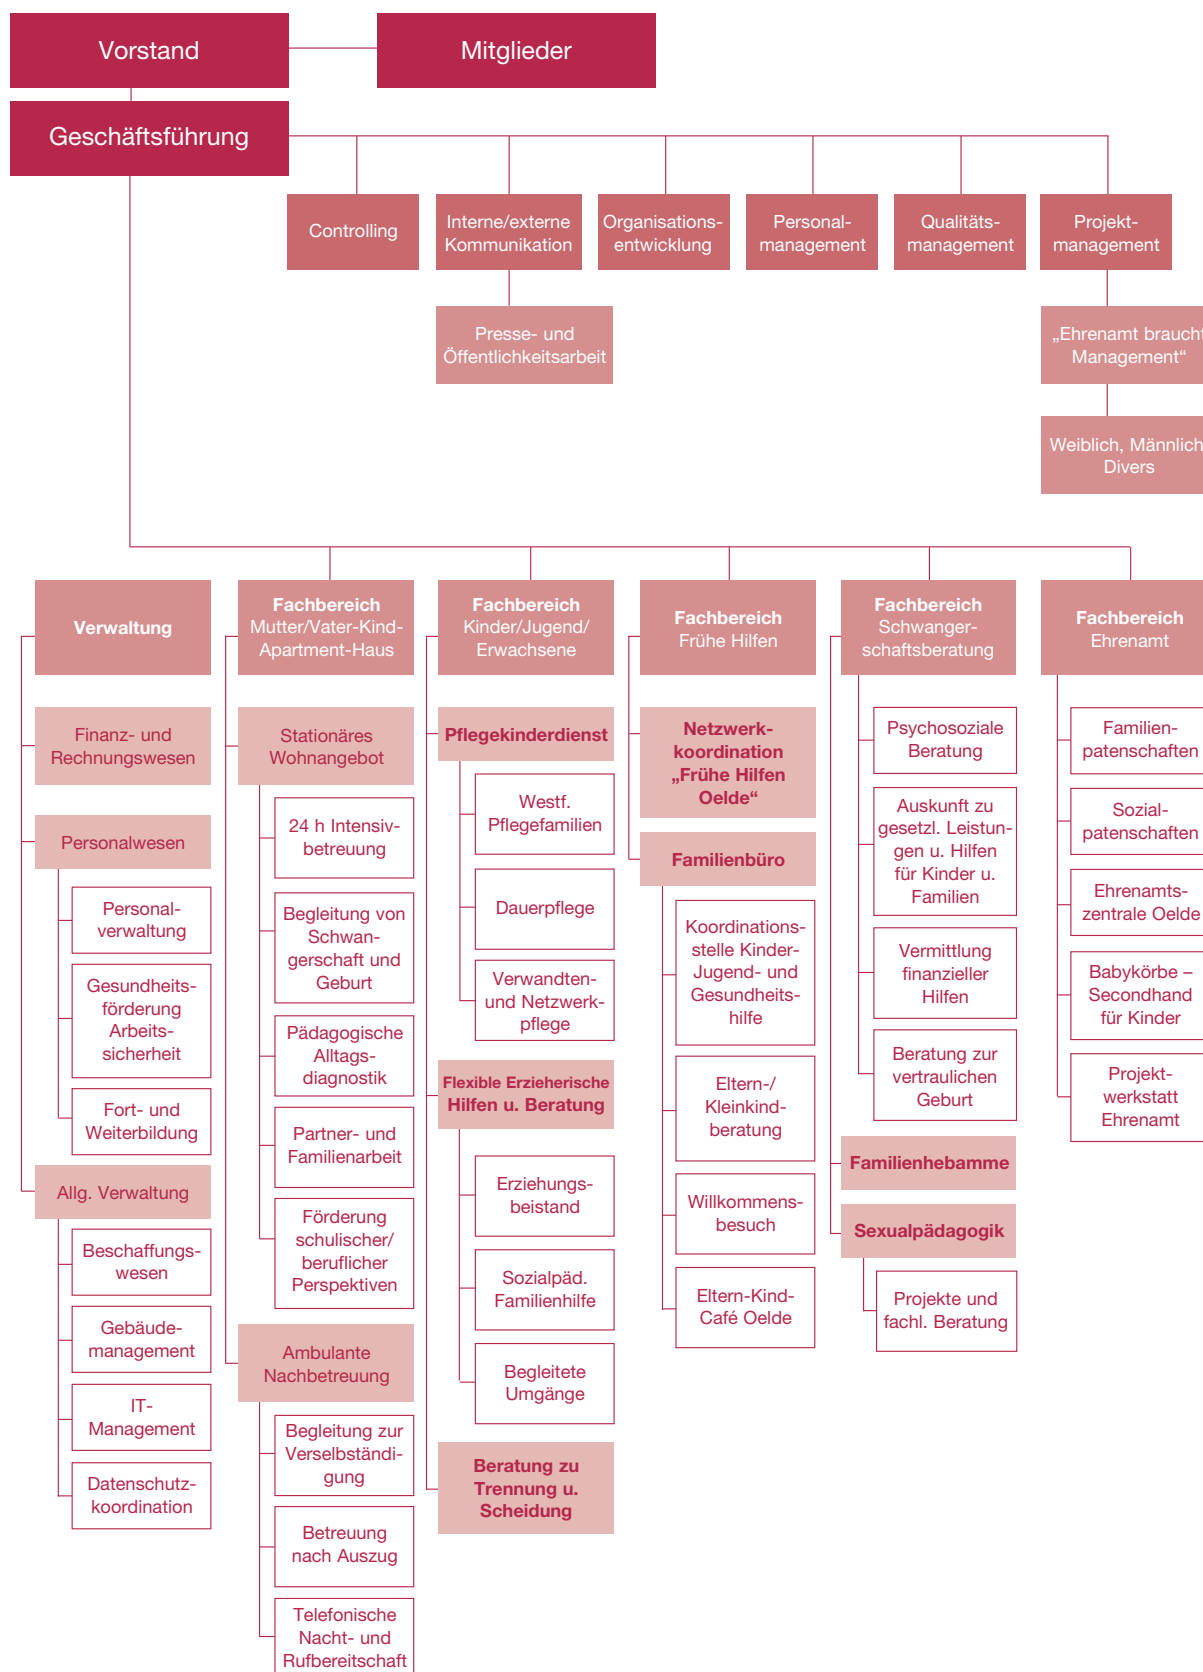 Vorstand
Mitglieder
Geschäftsführung
Controlling
Interne/externe
Kommunikation
Organisations-
entwicklung
Personal-
management
Qualitäts-
management
Projekt-
management
Presse- und
Öffentlichkeitsarbeit
„Ehrenamt braucht
Management“
Weiblich, Männlich
Divers
Verwaltung
Finanz- und
Rechnungswesen
Personalwesen
Personal-
verwaltung
Gesundheits-
förderung
Arbeits-
sicherheit
Fort- und
Weiterbildung
Allg. Verwaltung
Beschaffungs-
wesen
Gebäude-
management
IT-
Management
Datenschutz-
koordination
Fachbereich
Mutter/Vater-Kind-
Apartment-Haus
Stationäres
Wohnangebot
24 h Intensiv-
betreuung
Begleitung von
Schwan-
gerschaft und
Geburt
Pädagogische
Alltags-
diagnostik
Partner- und
Familienarbeit
Förderung
schulischer/
beruflicher
Perspektiven
Ambulante
Nachbetreuung
Begleitung zur
Verselbständi-
gung
Betreuung
nach Auszug
Telefonische
Nacht- und
Rufbereitschaft
Fachbereich
Kinder/Jugend/
Erwachsene
Pflegekinderdienst
Westf.
Pflegefamilien
Dauerpflege
Verwandten-
und Netzwerk-
pflege
Flexible Erzieherische
Hilfen u. Beratung
Erziehungs-
beistand
Sozialpäd.
Familienhilfe
Begleitete
Umgänge
Beratung zu
Trennung u.
Scheidung
Fachbereich
Frühe Hilfen
Netzwerk-
koordination
„Frühe Hilfen
Oelde“
Familienbüro
Koordinations-
stelle Kinder-
Jugend- und
Gesundheits-
hilfe
Eltern-/
Kleinkind-
beratung
Willkommens-
besuch
Eltern-Kind-
Café Oelde
Fachbereich
Schwanger-
schaftsberatung
Psychosoziale
Beratung
Auskunft zu
gesetzl. Leistun-
gen u. Hilfen
für Kinder u.
Familien
Vermittlung
finanzieller
Hilfen
Beratung zur
vertraulichen
Geburt
Familienhebamme
Sexualpädagogik
Projekte und
fachl. Beratung
Fachbereich
Ehrenamt
Familien-
patenschaften
Sozial-
patenschaften
Ehrenamts-
zentrale Oelde
Babykörbe –
Secondhand
für Kinder
Projekt-
werkstatt
Ehrenamt